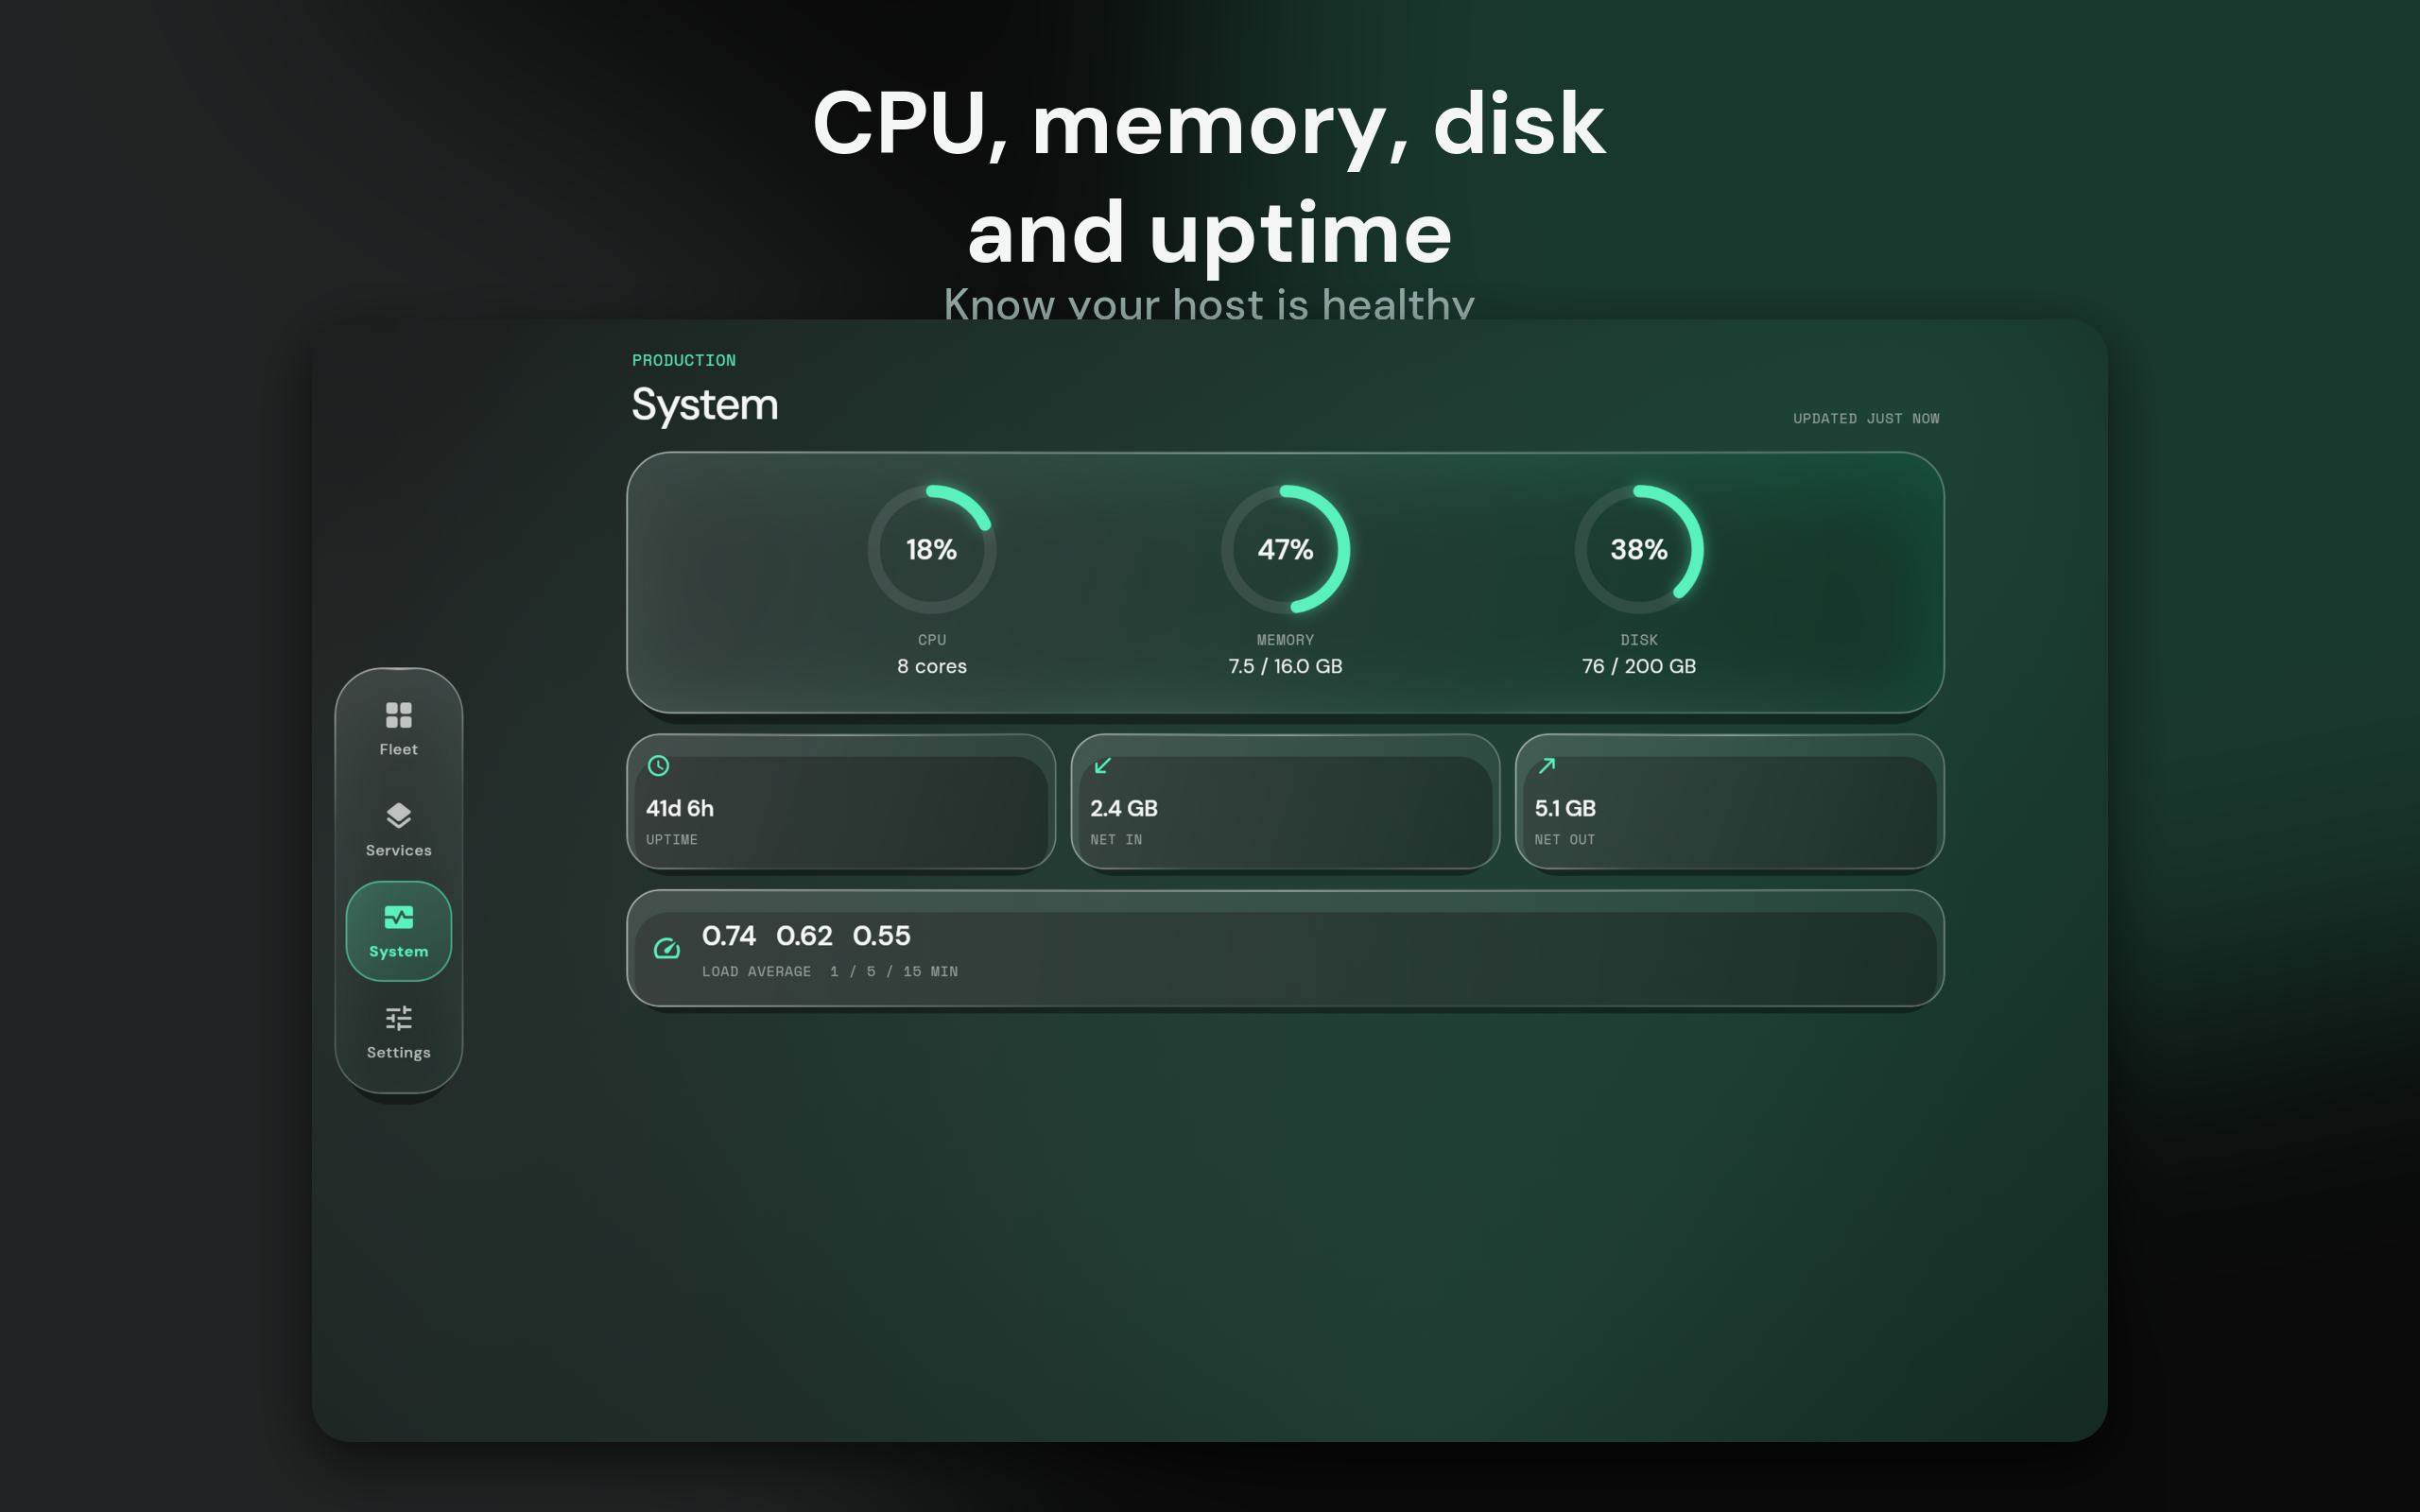 CPU, memory, disk
and uptime
Know your host is healthy
PRODUCTION
System
UPDATED JUST NOW
18%
47%
38%
CPU
MEMORY
DISK
8 cores
7.5 / 16.0 GB
76 / 200 GB
Fleet
Services
System
Settings
41d 6h
UPTIME
2.4 GB
NET IN
5.1 GB
NET OUT
0.74 0.62 0.55
LOAD AVERAGE 1 / 5 / 15 MIN